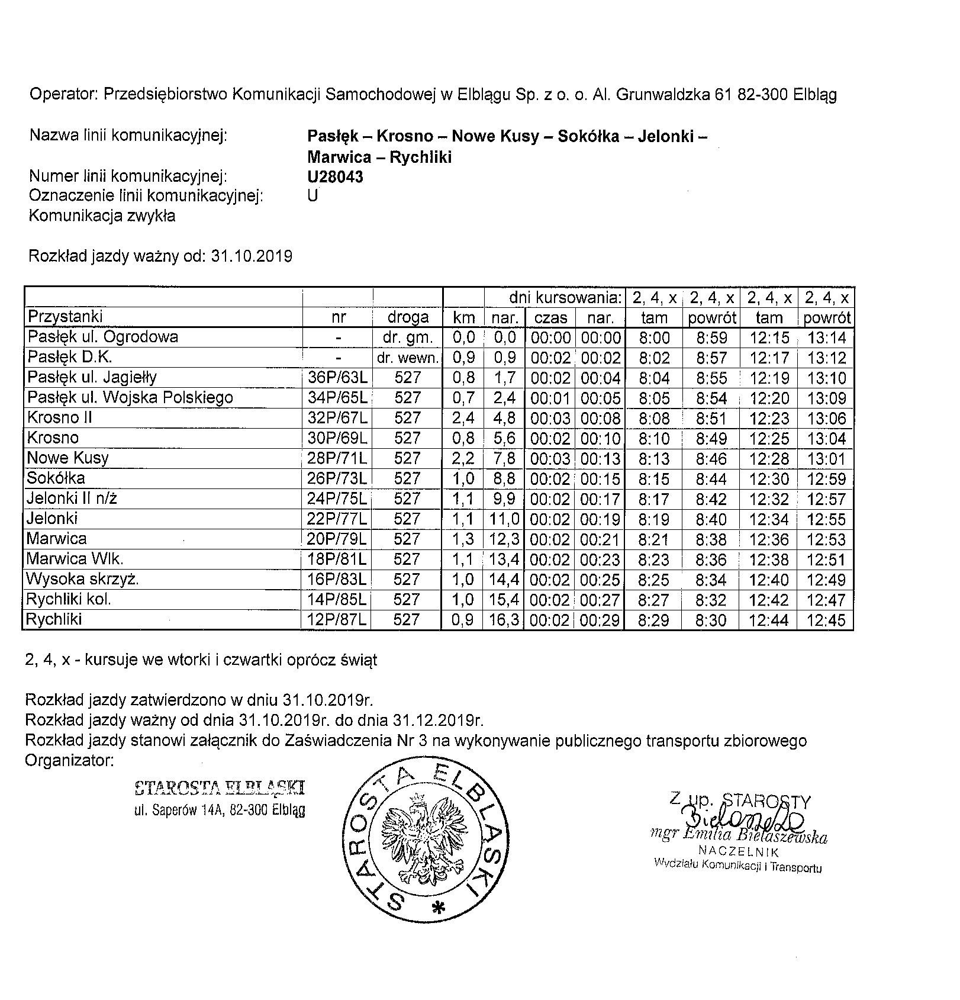 Operator: Przedsiębiorstwo Komunikacji Samochodowej w Elblągu Sp. z o. o. Al. Grunwaldzka 61 82-300 Elbląg
Nazwa linii komunikacyjnej: Pasłęk – Krosno – Nowe Kusy – Sokółka – Jelonki –
Marwica – Rychliki
Numer linii komunikacyjnej: U28043
Oznaczenie linii komunikacyjnej: U
Komunikacja zwykła
Rozkład jazdy ważny od: 31.10.2019
dni kursowania: 2, 4, x 2, 4, x 2, 4, x 2, 4, x
Przystanki nr droga km nar. czas nar. tam powrót tam powrót
Pasłęk ul. Ogrodowa - dr. gm. 0,0 0,0 00:00 00:00 8:00 8:59 12:15 13:14
Pasłęk D.K. - dr. wewn. 0,9 0,9 00:02 00:02 8:02 8:57 12:17 13:12
Pasłęk ul. Jagiełły 36P/63L 527 0,8 1,7 00:02 00:04 8:04 8:55 12:19 13:10
Pasłęk ul. Wojska Polskiego 34P/65L 527 0,7 2,4 00:01 00:05 8:05 8:54 12:20 13:09
Krosno II 32P/67L 527 2,4 4,8 00:03 00:08 8:08 8:51 12:23 13:06
Krosno 30P/69L 527 0,8 5,6 00:02 00:10 8:10 8:49 12:25 13:04
Nowe Kusy 28P/71L 527 2,2 7,8 00:03 00:13 8:13 8:46 12:28 13:01
Sokółka 26P/73L 527 1,0 8,8 00:02 00:15 8:15 8:44 12:30 12:59
Jelonki II n/ż 24P/75L 527 1,1 9,9 00:02 00:17 8:17 8:42 12:32 12:57
Jelonki 22P/77L 527 1,1 11,0 00:02 00:19 8:19 8:40 12:34 12:55
Marwica 20P/79L 527 1,3 12,3 00:02 00:21 8:21 8:38 12:36 12:53
Marwica Wlk. 18P/81L 527 1,1 13,4 00:02 00:23 8:23 8:36 12:38 12:51
Wysoka skrzyż. 16P/83L 527 1,0 14,4 00:02 00:25 8:25 8:34 12:40 12:49
Rychliki kol. 14P/85L 527 1,0 15,4 00:02 00:27 8:27 8:32 12:42 12:47
Rychliki 12P/87L 527 0,9 16,3 00:02 00:29 8:29 8:30 12:44 12:45
2, 4, x - kursuje we wtorki i czwartki oprócz świąt
Rozkład jazdy zatwierdzono w dniu 31.10.2019r.
Rozkład jazdy ważny od dnia 31.10.2019r. do dnia 31.12.2019r.
Rozkład jazdy stanowi załącznik do Zaświadczenia Nr 3 na wykonywanie publicznego transportu zbiorowego
Organizator:
STAROSTA ELBLĄSKI
ul. Saperów 14A, 82-300 Elbląg
STAROSTA ELBLĄSKI *
Z up. STAROSTY
mgr Emilia Bielaszewska
NACZELNIK
Wydziału Komunikacji i Transportu